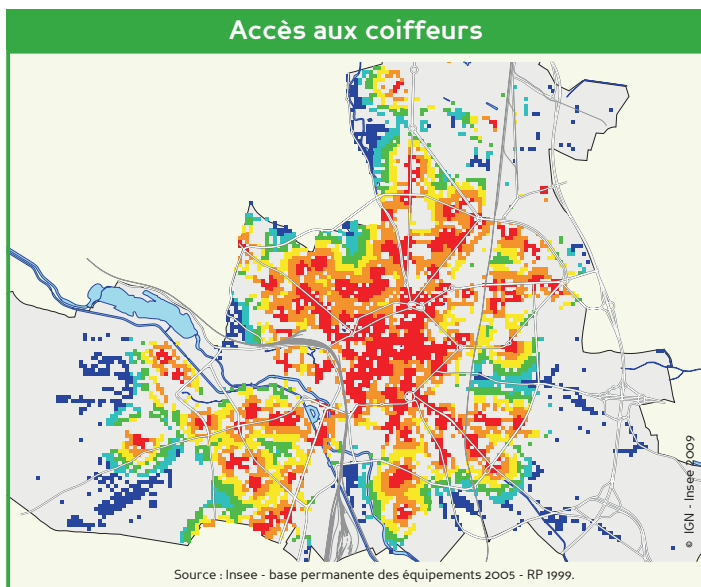 Accès aux coiffeurs
© IGN - Insee 2009
Source : Insee - base permanente des équipements 2005 - RP 1999.